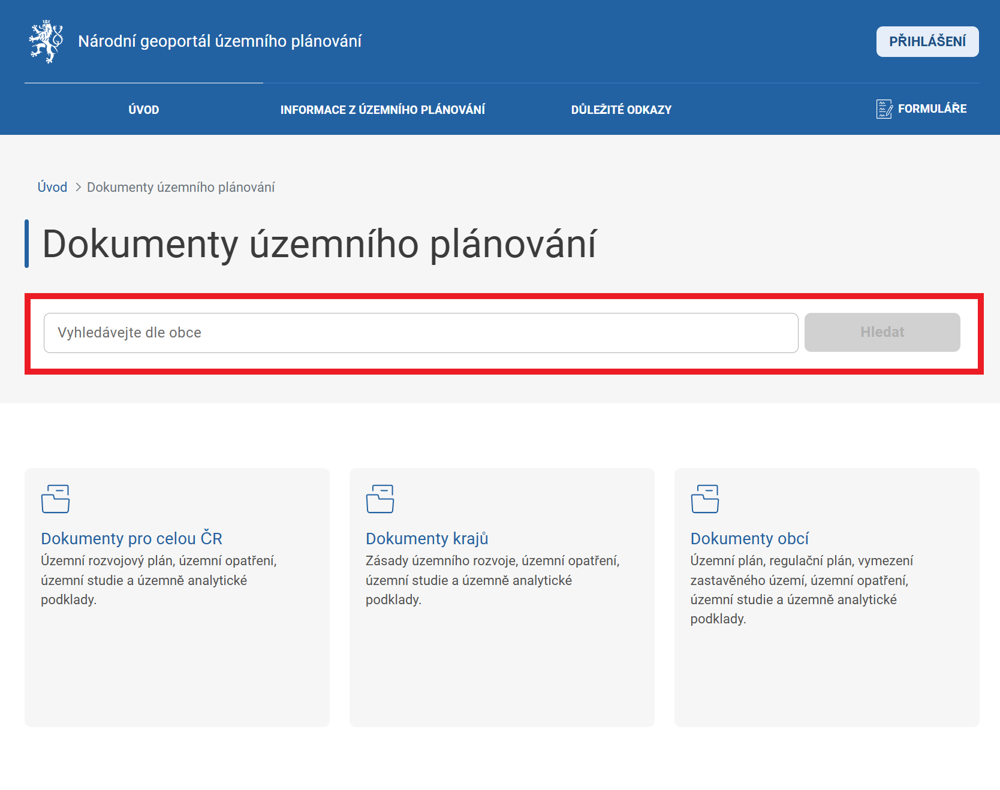 Národní geoportál územního plánování
PŘIHLÁŠENÍ
ÚVOD
INFORMACE Z ÚZEMNÍHO PLÁNOVÁNÍ
DŮLEŽITÉ ODKAZY
FORMULÁŘE
Úvod > Dokumenty územního plánování
Dokumenty územního plánování
Vyhledávejte dle obce
Hledat
Dokumenty pro celou ČR
Územní rozvojový plán, územní opatření,
územní studie a územně analytické
podklady.
Dokumenty krajů
Zásady územního rozvoje, územní opatření,
územní studie a územně analytické
podklady.
Dokumenty obcí
Územní plán, regulační plán, vymezení
zastavěného území, územní opatření,
územní studie a územně analytické
podklady.